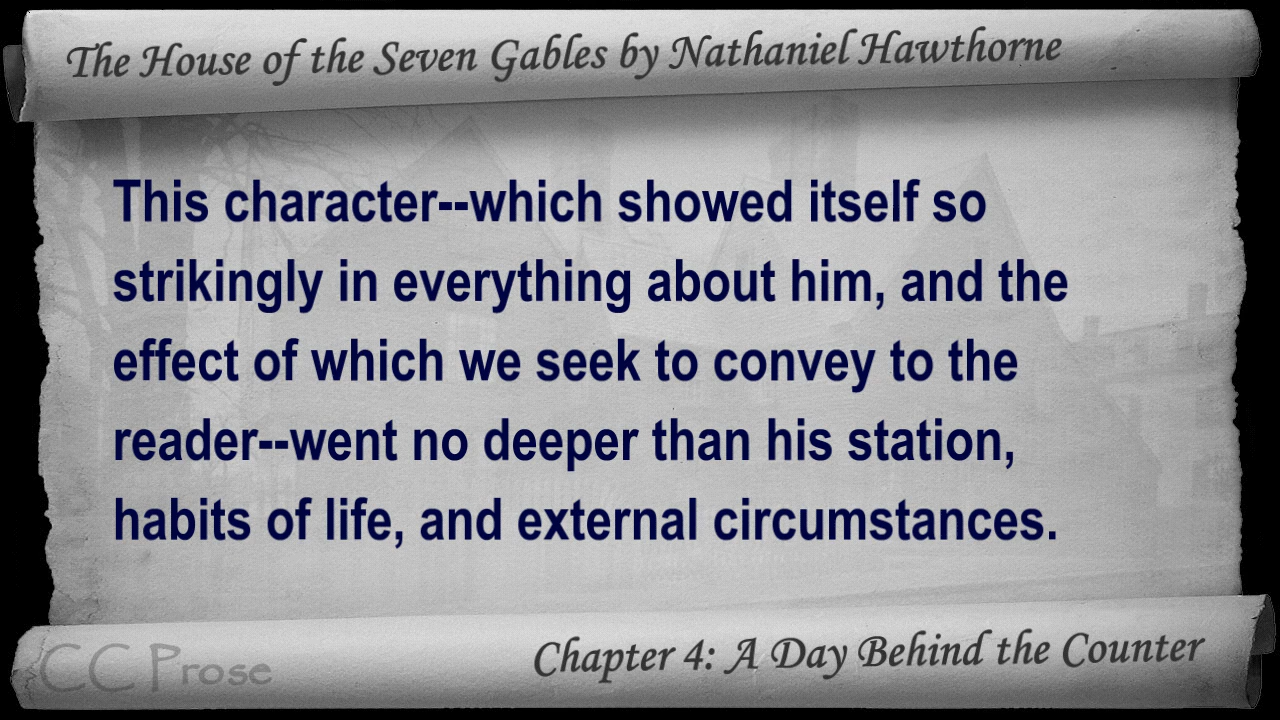 The House of the Seven Gables by Nathaniel Hawthorne
This character--which showed itself so
strikingly in everything about him, and the
effect of which we seek to convey to the
reader--went no deeper than his station,
habits of life, and external circumstances.
CC Prose
Chapter 4: A Day Behind the Counter